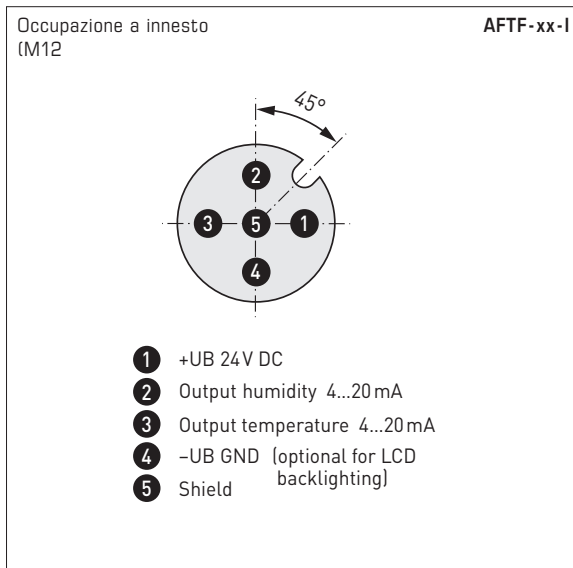 Occupazione a innesto
(M12
AFTF-xx-I
45°
2
3
5
1
4
1 +UB 24V DC
2 Output humidity 4...20 mA
3 Output temperature 4...20 mA
4 –UB GND (optional for LCD
backlighting)
5 Shield